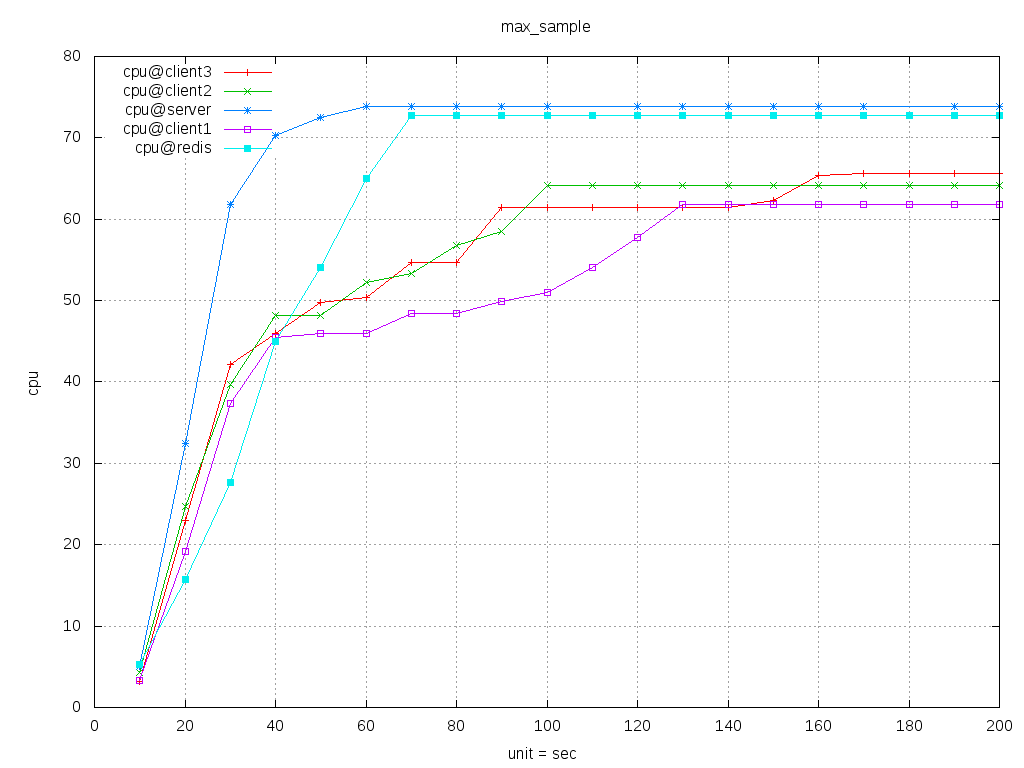 max_sample
80
70
60
50
40
30
20
10
0
cpu
cpu@client3
cpu@client2
cpu@server
cpu@client1
cpu@redis
0 20 40 60 80 100 120 140 160 180 200
unit = sec